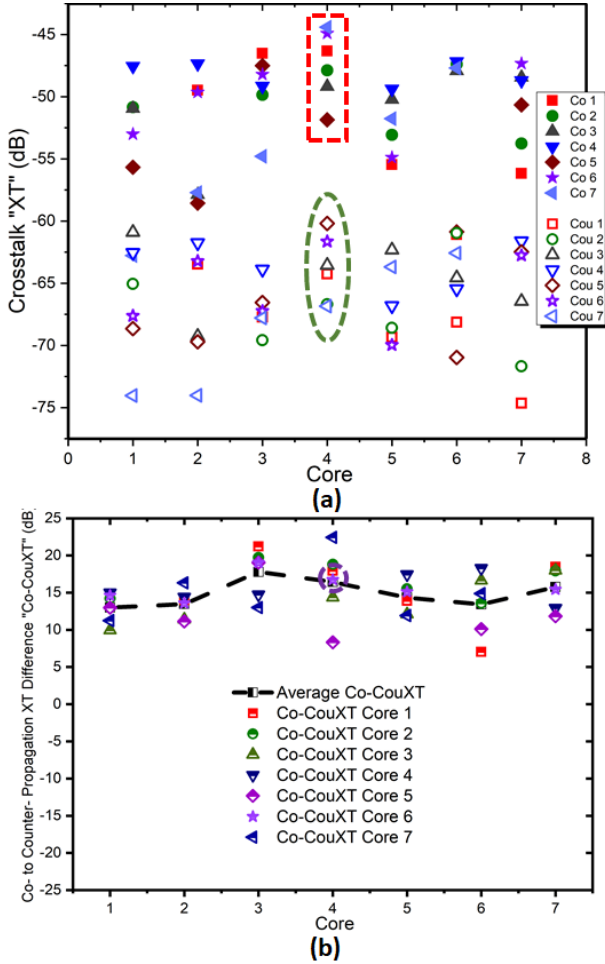 -45
-50
-55
-60
-65
-70
-75
Crosstalk "XT" (dB)
0 1 2 3 4 5 6 7 8
Core
Co 1
Co 2
Co 3
Co 4
Co 5
Co 6
Co 7
Cou 1
Cou 2
Cou 3
Cou 4
Cou 5
Cou 6
Cou 7
(a)
25
20
15
10
5
0
-5
-10
-15
-20
-25
Co- to Counter- Propagation XT Difference "Co-CouXT" (dB)
Average Co-CouXT
Co-CouXT Core 1
Co-CouXT Core 2
Co-CouXT Core 3
Co-CouXT Core 4
Co-CouXT Core 5
Co-CouXT Core 6
Co-CouXT Core 7
1 2 3 4 5 6 7
Core
(b)